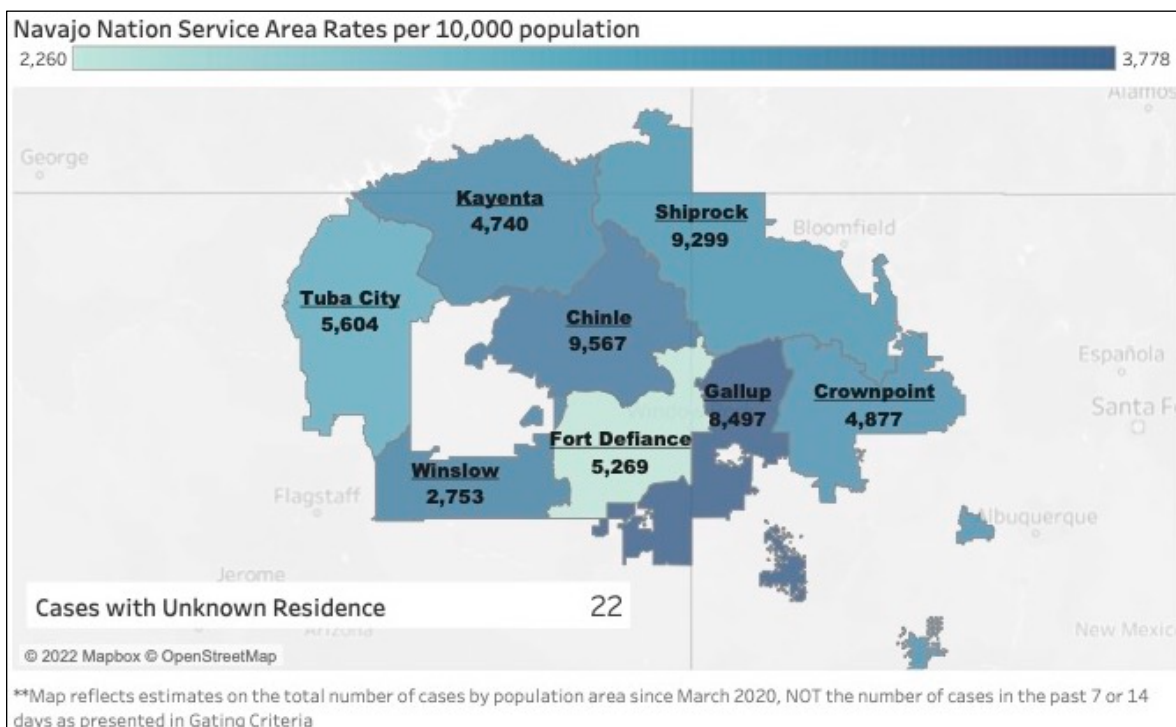 Navajo Nation Service Area Rates per 10,000 population
2,260
3,778
Alamos
George
Kayenta
4,740
Shiprock
9,299
Bloomfield
Tuba City
5,604
Chinle
9,567
Española
Gallup
8,497
Crownpoint
4,877
Santa F
Fort Defiance
5,269
Winslow
2,753
Flagstaff
Albuquerque
Jerome
Cases with Unknown Residence 22
Arizona
New Mexic
© 2022 Mapbox © OpenStreetMap
**Map reflects estimates on the total number of cases by population area since March 2020, NOT the number of cases in the past 7 or 14
days as presented in Gating Criteria